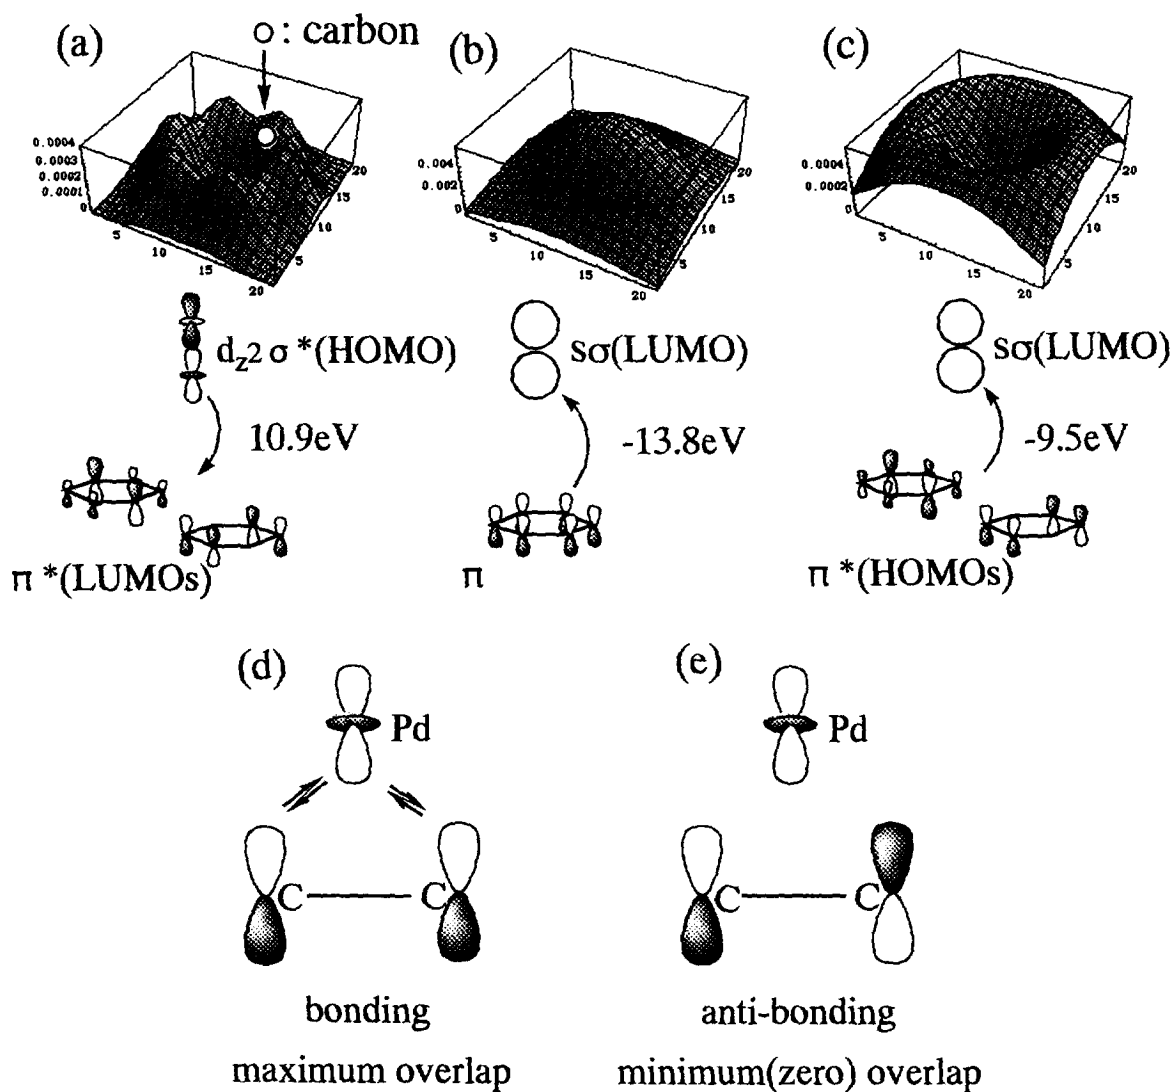 (a)
○: carbon
0.0004
0.0003
0.0002
0.0001
0
5
10
15
20
5
10
15
20
d_z2 σ*(HOMO)
10.9eV
π*(LUMOs)
(b)
0.004
0.002
0
5
10
15
20
5
10
15
20
sσ(LUMO)
-13.8eV
π
(c)
0.0004
0.0002
0
5
10
15
20
5
10
15
20
sσ(LUMO)
-9.5eV
π*(HOMOs)
(d)
Pd
C C
bonding
maximum overlap
(e)
Pd
C C
anti-bonding
minimum(zero) overlap